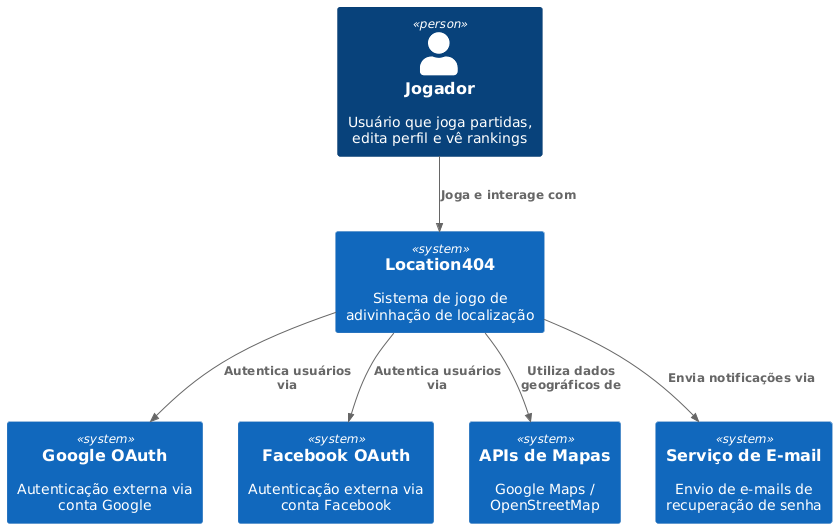 «person»
Jogador
Usuário que joga partidas,
edita perfil e vê rankings
Joga e interage com
«system»
Location404
Sistema de jogo de
adivinhação de localização
Autentica usuários
via
Autentica usuários
via
Utiliza dados
geográficos de
Envia notificações via
«system»
Google OAuth
Autenticação externa via
conta Google
«system»
Facebook OAuth
Autenticação externa via
conta Facebook
«system»
APIs de Mapas
Google Maps /
OpenStreetMap
«system»
Serviço de E-mail
Envio de e-mails de
recuperação de senha